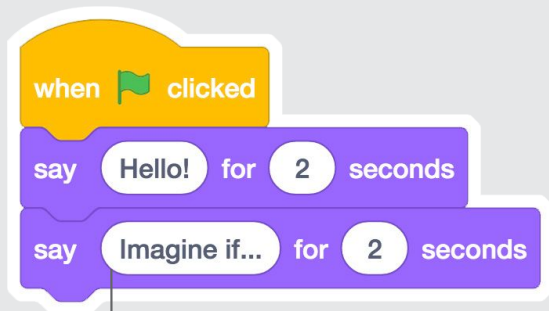 when clicked
say Hello! for 2 seconds
say Imagine if... for 2 seconds